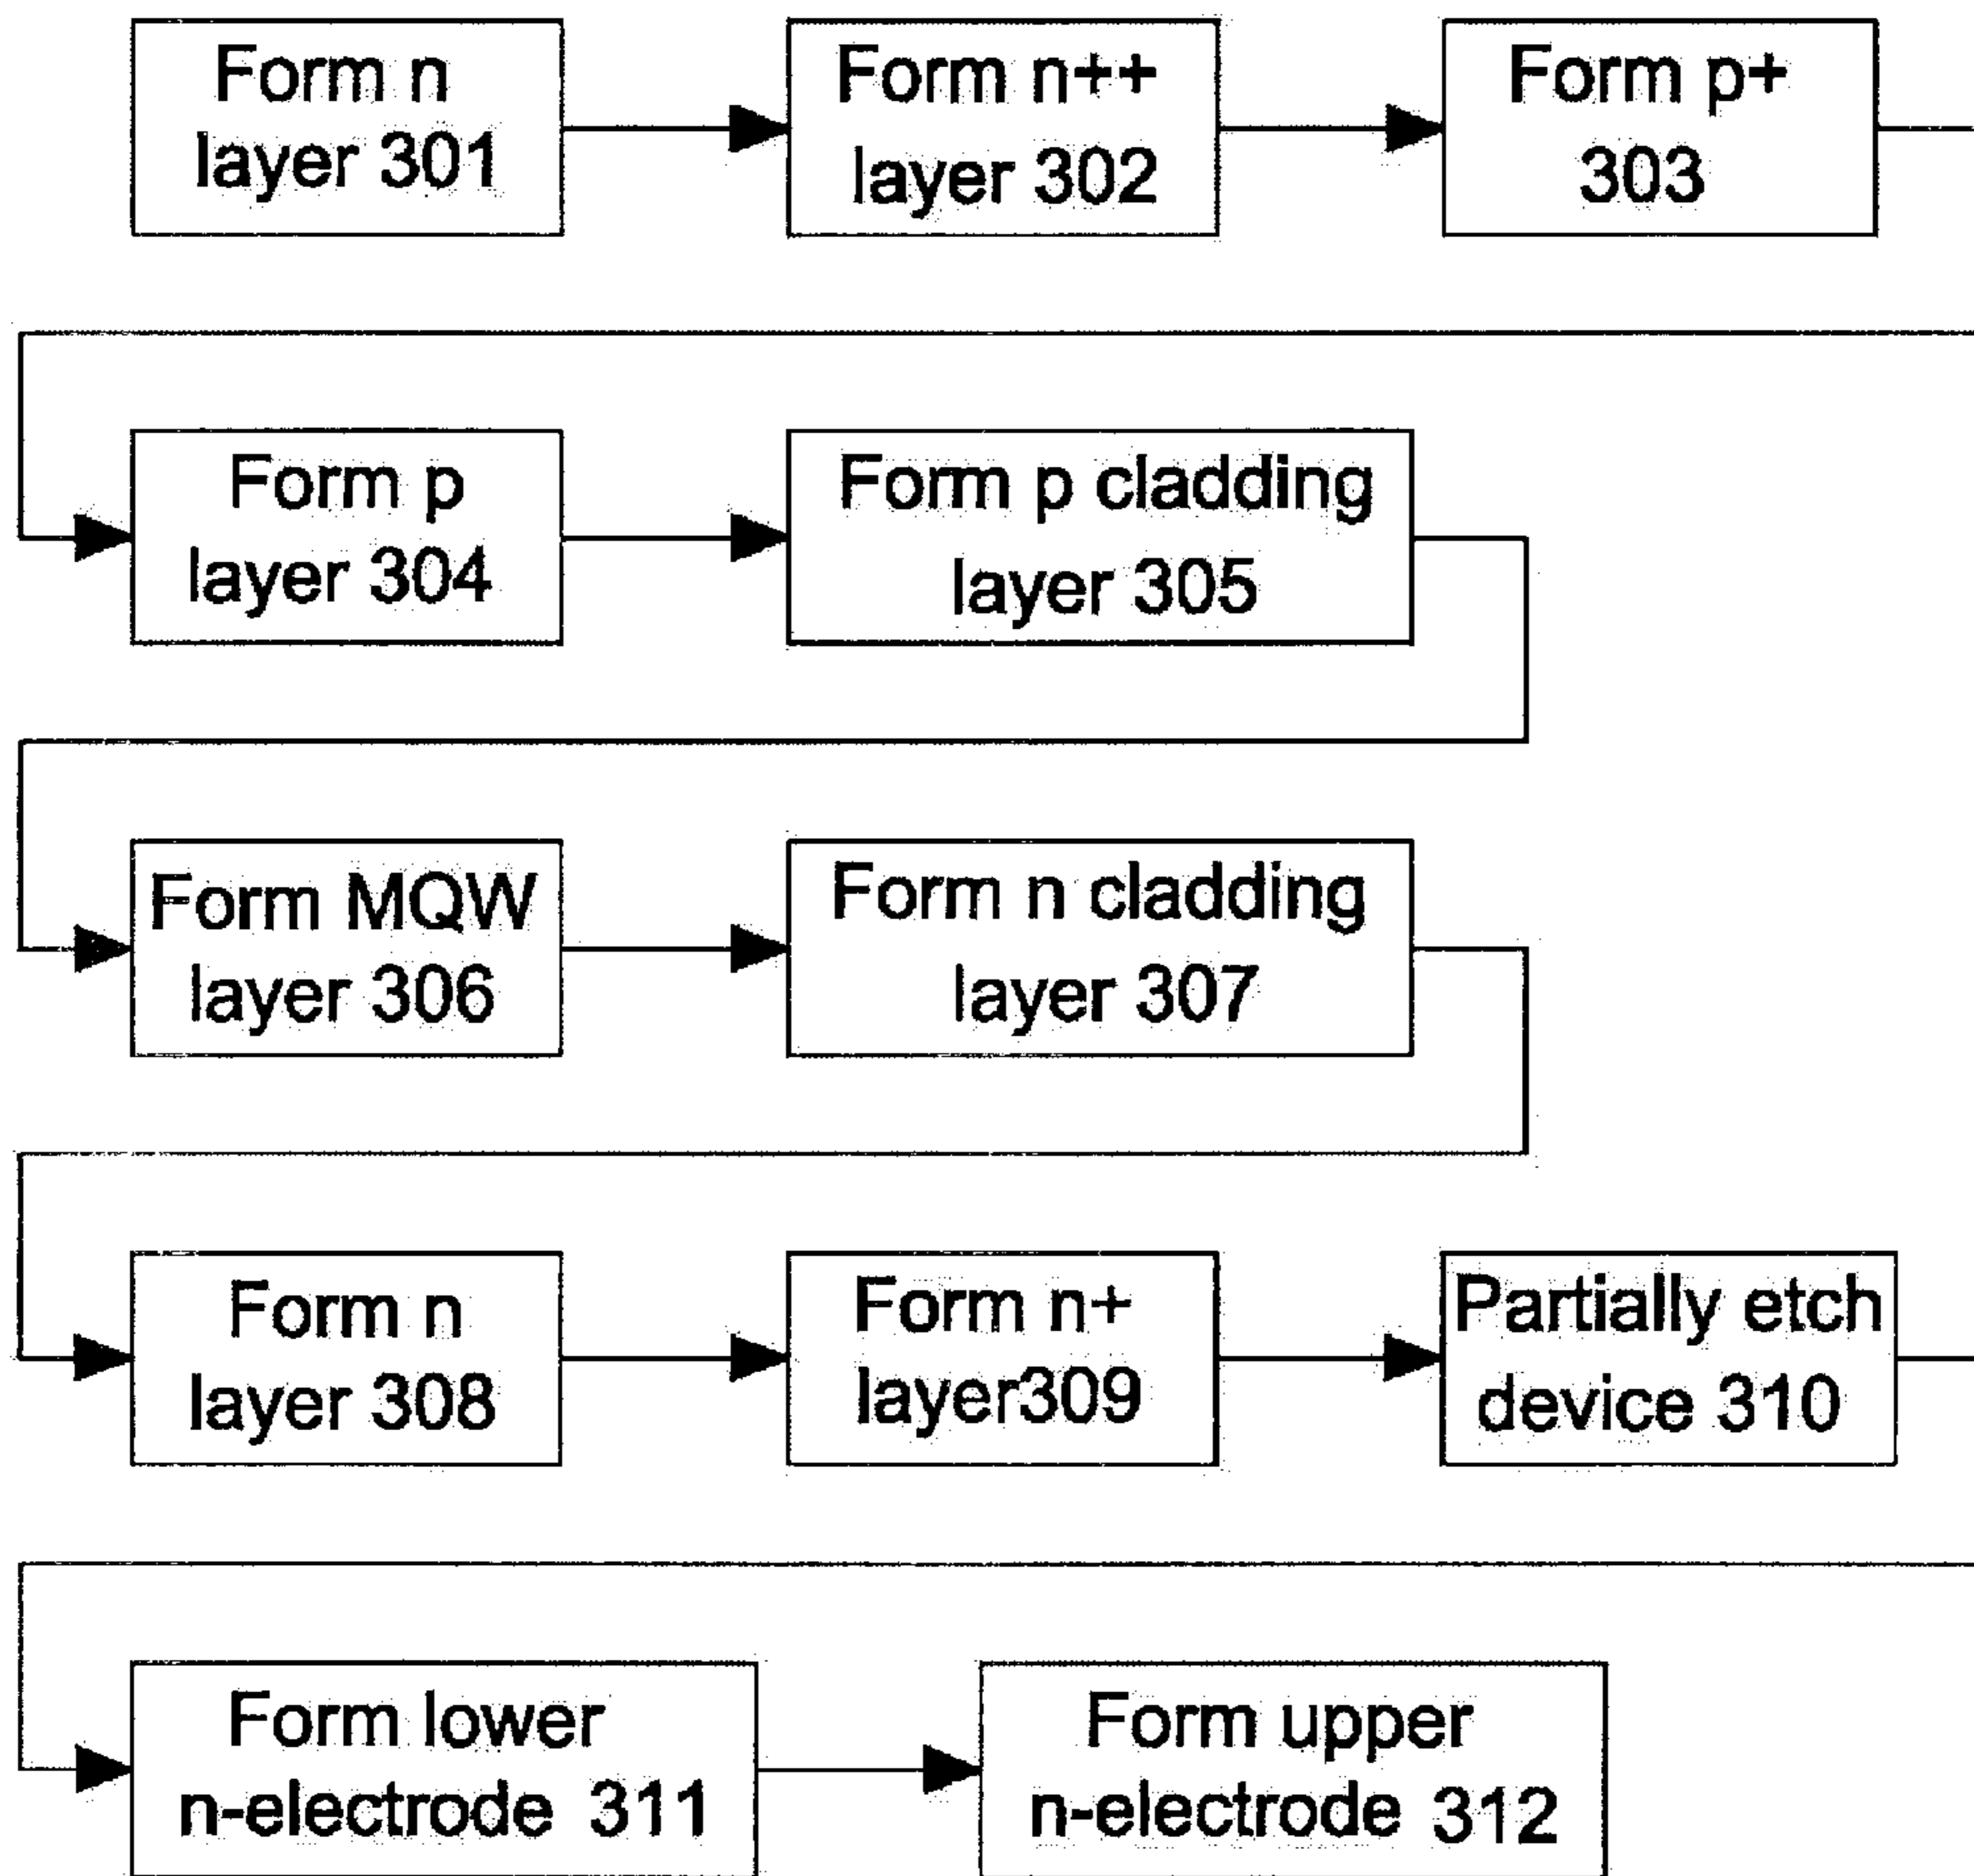 Form n
layer 301
Form n++
layer 302
Form p+
303
Form p
layer 304
Form p cladding
layer 305
Form MQW
layer 306
Form n cladding
layer 307
Form n
layer 308
Form n+
layer309
Partially etch
device 310
Form lower
n-electrode 311
Form upper
n-electrode 312